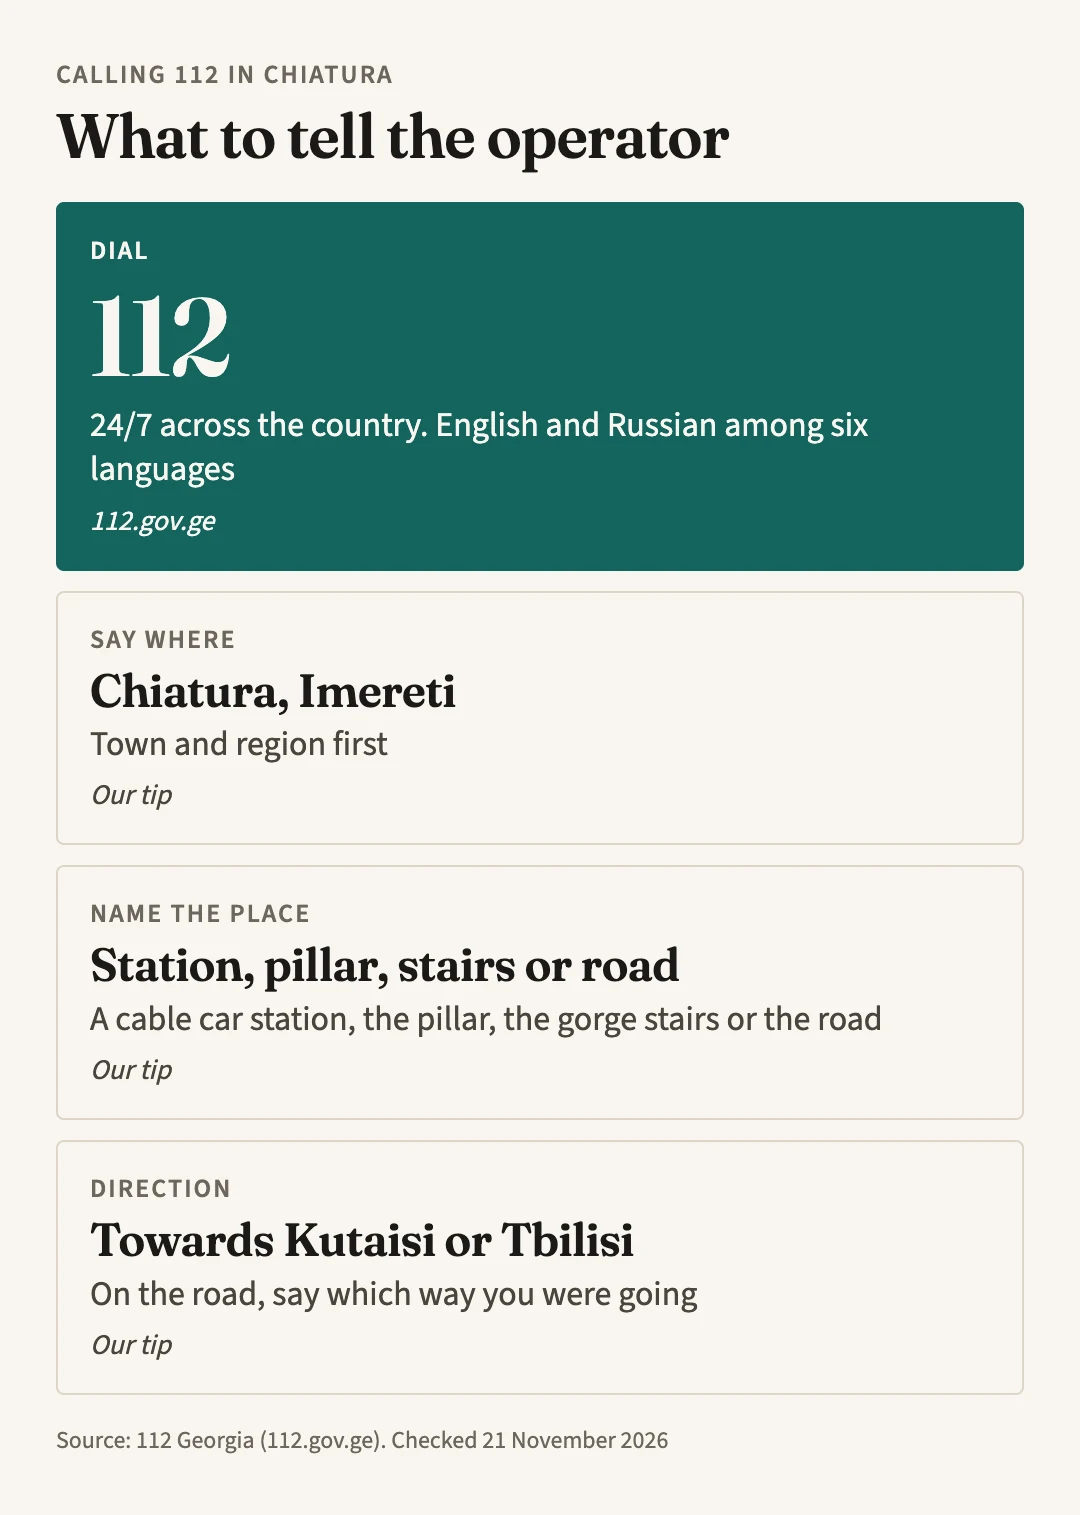 CALLING 112 IN CHIATURA
What to tell the operator
DIAL
112
24/7 across the country. English and Russian among six
languages
112.gov.ge
SAY WHERE
Chiatura, Imereti
Town and region first
Our tip
NAME THE PLACE
Station, pillar, stairs or road
A cable car station, the pillar, the gorge stairs or the road
Our tip
DIRECTION
Towards Kutaisi or Tbilisi
On the road, say which way you were going
Our tip
Source: 112 Georgia (112.gov.ge). Checked 21 November 2026